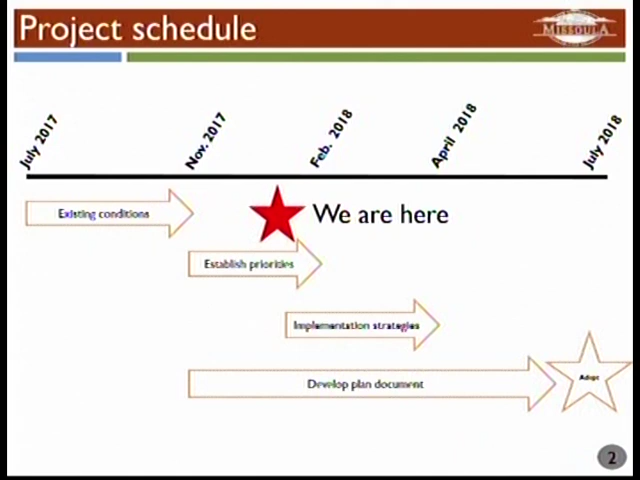 Project schedule
MISSOULA
July 2017
Nov. 2017
Feb. 2018
April 2018
July 2018
Existing conditions
We are here
Establish priorities
Implementation strategies
Develop plan document
Adopt
2